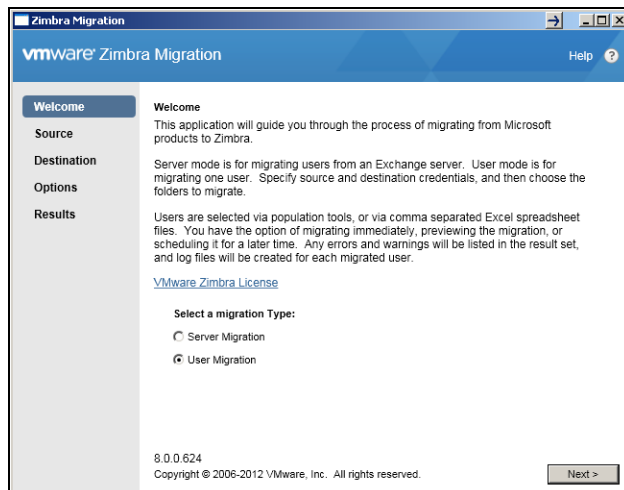 Zimbra Migration
vmware Zimbra Migration
Help ?
Welcome
Source
Destination
Options
Results
Welcome
This application will guide you through the process of migrating from Microsoft
products to Zimbra.
Server mode is for migrating users from an Exchange server. User mode is for
migrating one user. Specify source and destination credentials, and then choose the
folders to migrate.
Users are selected via population tools, or via comma separated Excel spreadsheet
files. You have the option of migrating immediately, previewing the migration, or
scheduling it for a later time. Any errors and warnings will be listed in the result set,
and log files will be created for each migrated user.
VMware Zimbra License
Select a migration Type:
Server Migration
User Migration
8.0.0.624
Copyright © 2006-2012 VMware, Inc. All rights reserved.
Next >